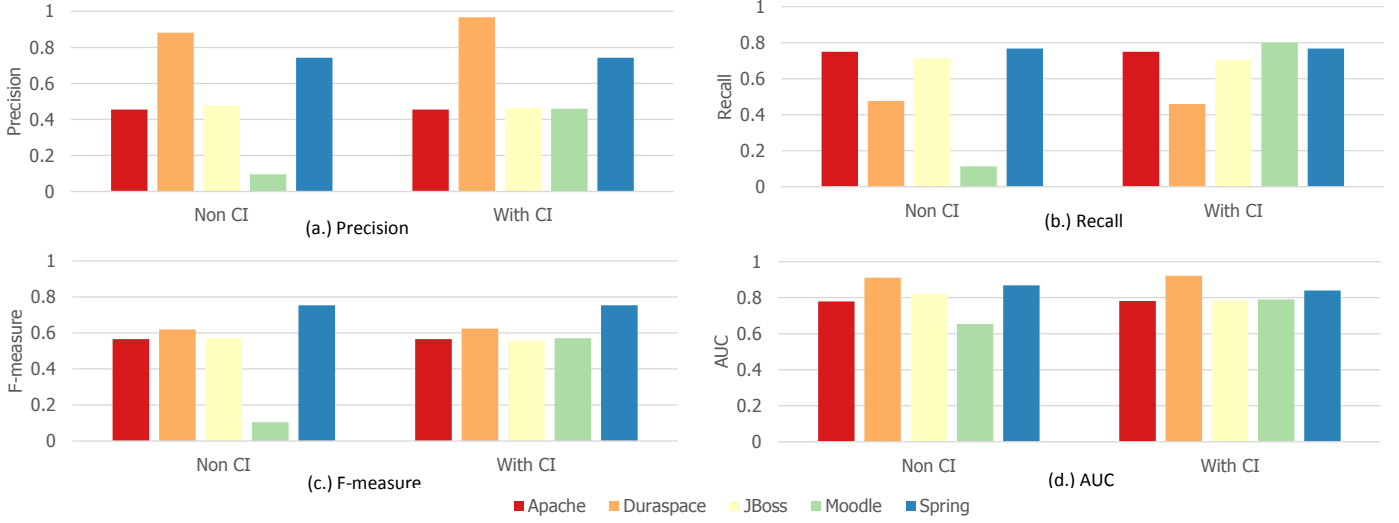 1
0.8
0.6
0.4
0.2
0
Precision
Non CI
With CI
(a.) Precision
1
0.8
0.6
0.4
0.2
0
Recall
Non CI
With CI
(b.) Recall
1
0.8
0.6
0.4
0.2
0
F-measure
Non CI
With CI
(c.) F-measure
1
0.8
0.6
0.4
0.2
0
AUC
Non CI
With CI
(d.) AUC
Apache Duraspace JBoss Moodle Spring